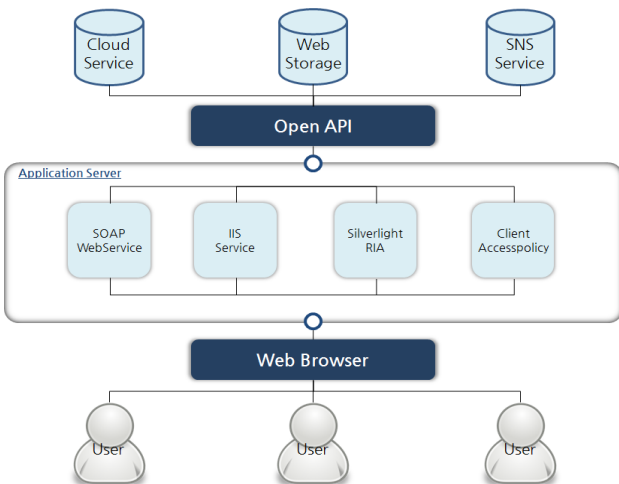 Cloud
Service
Web
Storage
SNS
Service
Open API
Application Server
SOAP
WebService
IIS
Service
Silverlight
RIA
Client
Accesspolicy
Web Browser
User
User
User